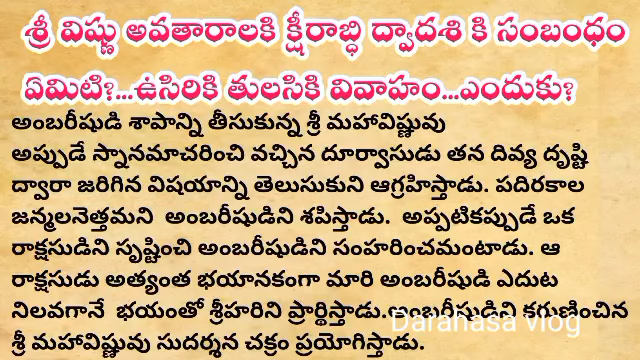 శ్రీ విష్ణు అవతారాలకి క్షీరాబ్ధి ద్వాదశి కి సంబంధం
ఏమిటి?...ఉసిరికి తులసికి వివాహం...ఎందుకు?
అంబరీషుడి శాపాన్ని తీసుకున్న శ్రీ మహావిష్ణువు
అప్పుడే స్నానమాచరించి వచ్చిన దూర్వాసుడు తన దివ్య దృష్టి
ద్వారా జరిగిన విషయాన్ని తెలుసుకుని ఆగ్రహిస్తాడు. పదిరకాల
జన్మలనెత్తమని అంబరీషుడిని శపిస్తాడు. అప్పటికప్పుడే ఒక
రాక్షసుడిని సృష్టించి అంబరీషుడిని సంహరించమంటాడు. ఆ
రాక్షసుడు అత్యంత భయానకంగా మారి అంబరీషుడి ఎదుట
నిలవగానే భయంతో శ్రీహరిని ప్రార్థిస్తాడు.అంబరీషుడిని కరుణించిన
శ్రీ మహావిష్ణువు సుదర్శన చక్రం ప్రయోగిస్తాడు.
Darahasa vlog